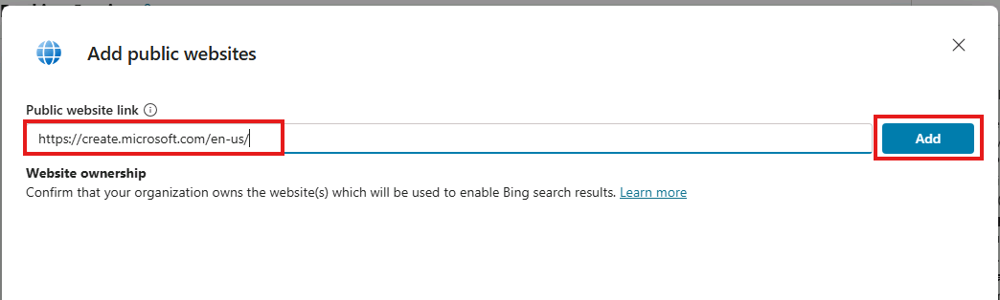 Add public websites
Public website link
https://create.microsoft.com/en-us/
Add
Website ownership
Confirm that your organization owns the website(s) which will be used to enable Bing search results. Learn more